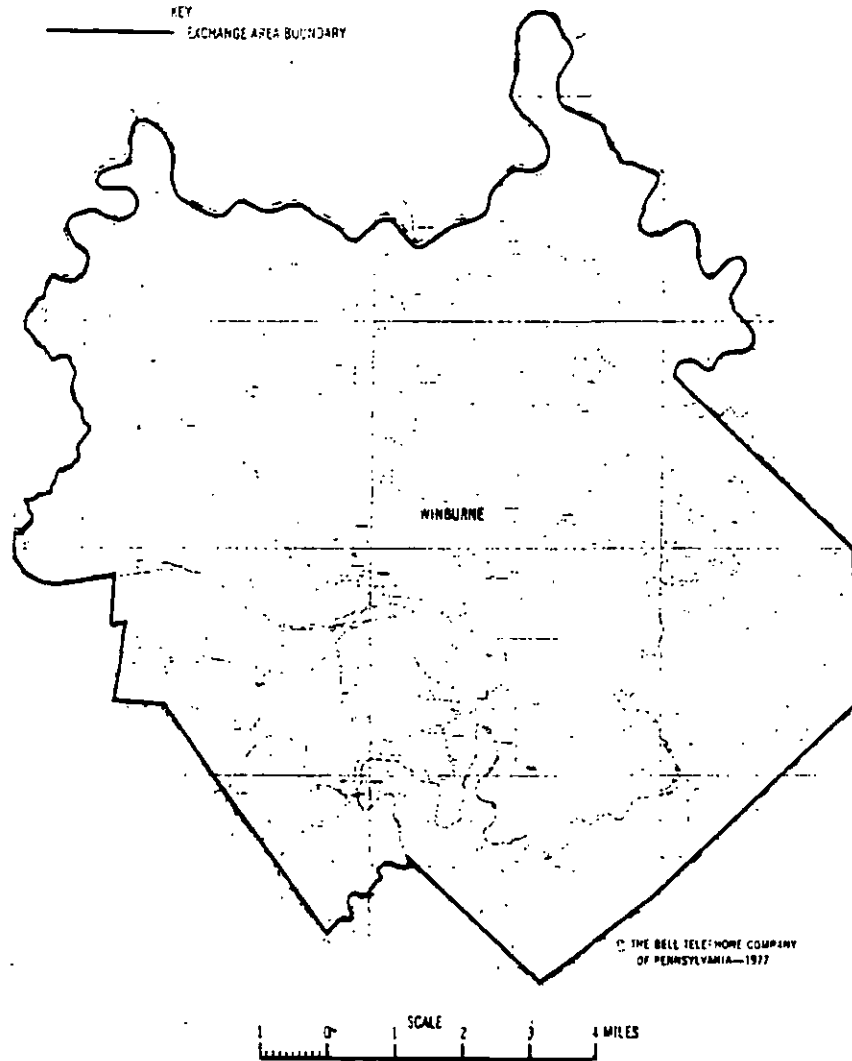 KEY
EXCHANGE AREA BOUNDARY
WINBURNE
© THE BELL TELEPHONE COMPANY
OF PENNSYLVANIA—1977
SCALE
1 0 1 2 3 4 MILES